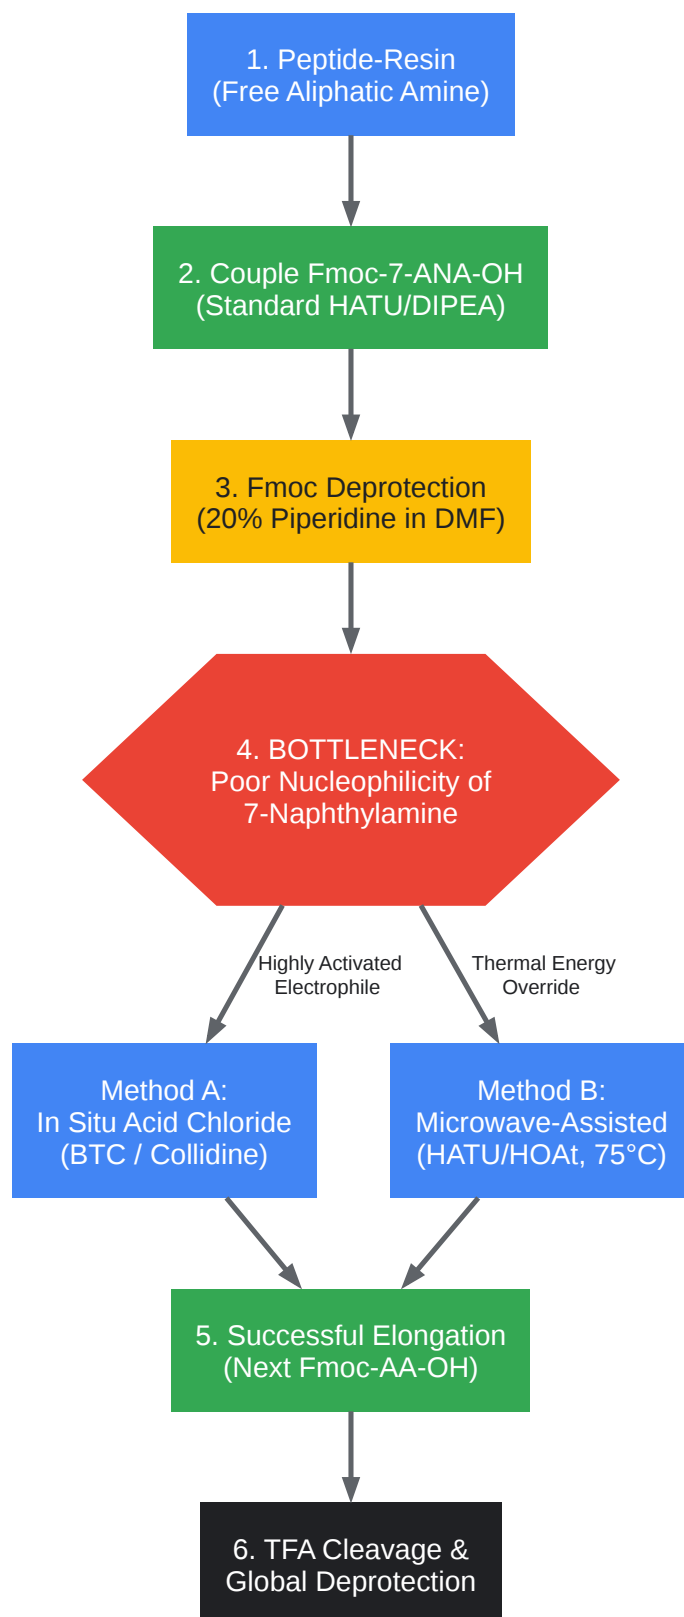 1. Peptide-Resin
(Free Aliphatic Amine)
2. Couple Fmoc-7-ANA-OH
(Standard HATU/DIPEA)
3. Fmoc Deprotection
(20% Piperidine in DMF)
4. BOTTLENECK:
Poor Nucleophilicity of
7-Naphthylamine
Highly Activated
Electrophile
Thermal Energy
Override
Method A:
In Situ Acid Chloride
(BTC / Collidine)
Method B:
Microwave-Assisted
(HATU/HOAt, 75°C)
5. Successful Elongation
(Next Fmoc-AA-OH)
6. TFA Cleavage &
Global Deprotection